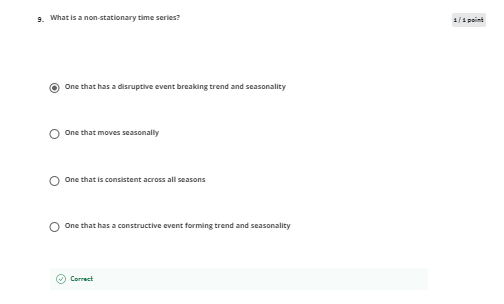 9. What is a non-stationary time series?
1 / 1 point
One that has a disruptive event breaking trend and seasonality
One that moves seasonally
One that is consistent across all seasons
One that has a constructive event forming trend and seasonality
Correct